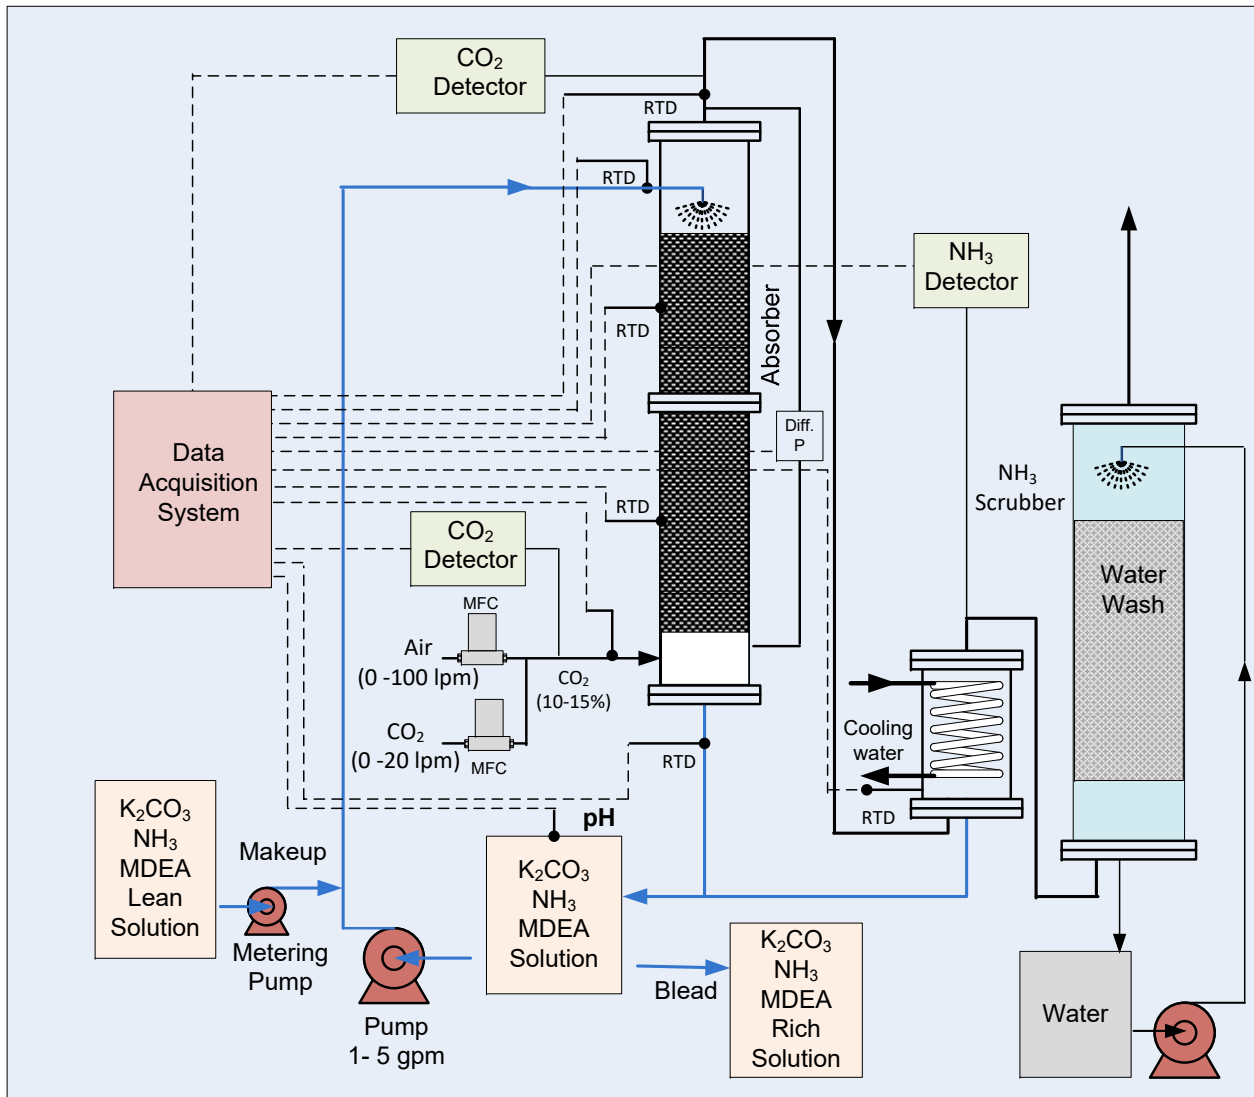 CO₂
Detector
RTD
RTD
NH₃
Detector
RTD
Absorber
Diff.
P
Data
Acquisition
System
NH₃
Scrubber
RTD
CO₂
Detector
Water
Wash
MFC
Air
(0 -100 lpm)
CO₂
(10-15%)
CO₂
(0 -20 lpm)
MFC
RTD
Cooling
water
RTD
K₂CO₃
NH₃
MDEA
Lean
Solution
Makeup
Metering
Pump
pH
K₂CO₃
NH₃
MDEA
Solution
Pump
1- 5 gpm
Blead
K₂CO₃
NH₃
MDEA
Rich
Solution
Water